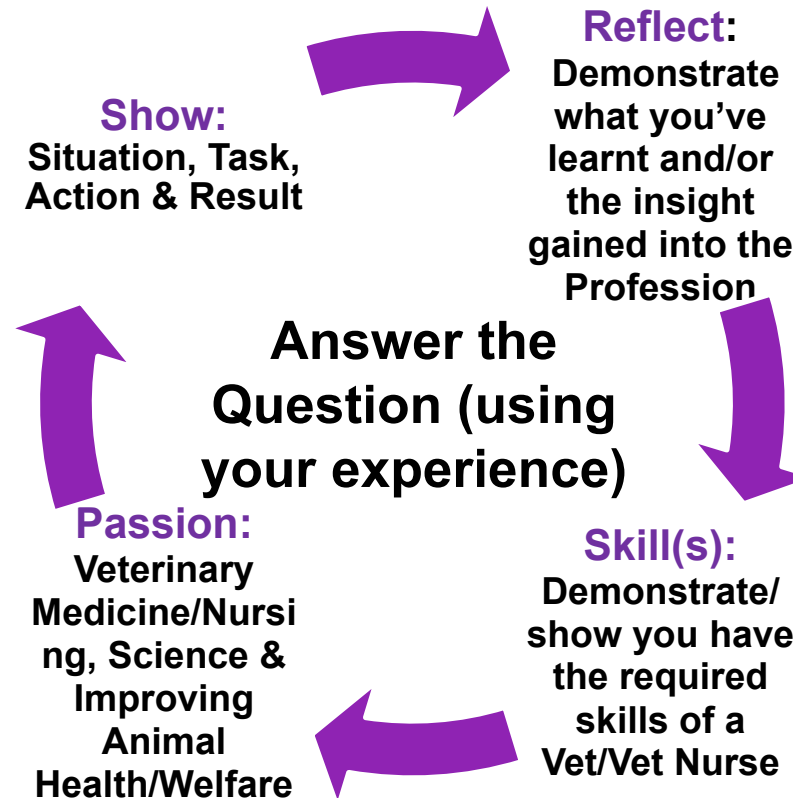 Show:
Situation, Task,
Action & Result
Reflect:
Demonstrate
what you've
learnt and/or
the insight
gained into the
Profession
Answer the
Question (using
your experience)
Skill(s):
Demonstrate/
show you have
the required
skills of a
Vet/Vet Nurse
Passion:
Veterinary
Medicine/Nursi
ng, Science &
Improving
Animal
Health/Welfare